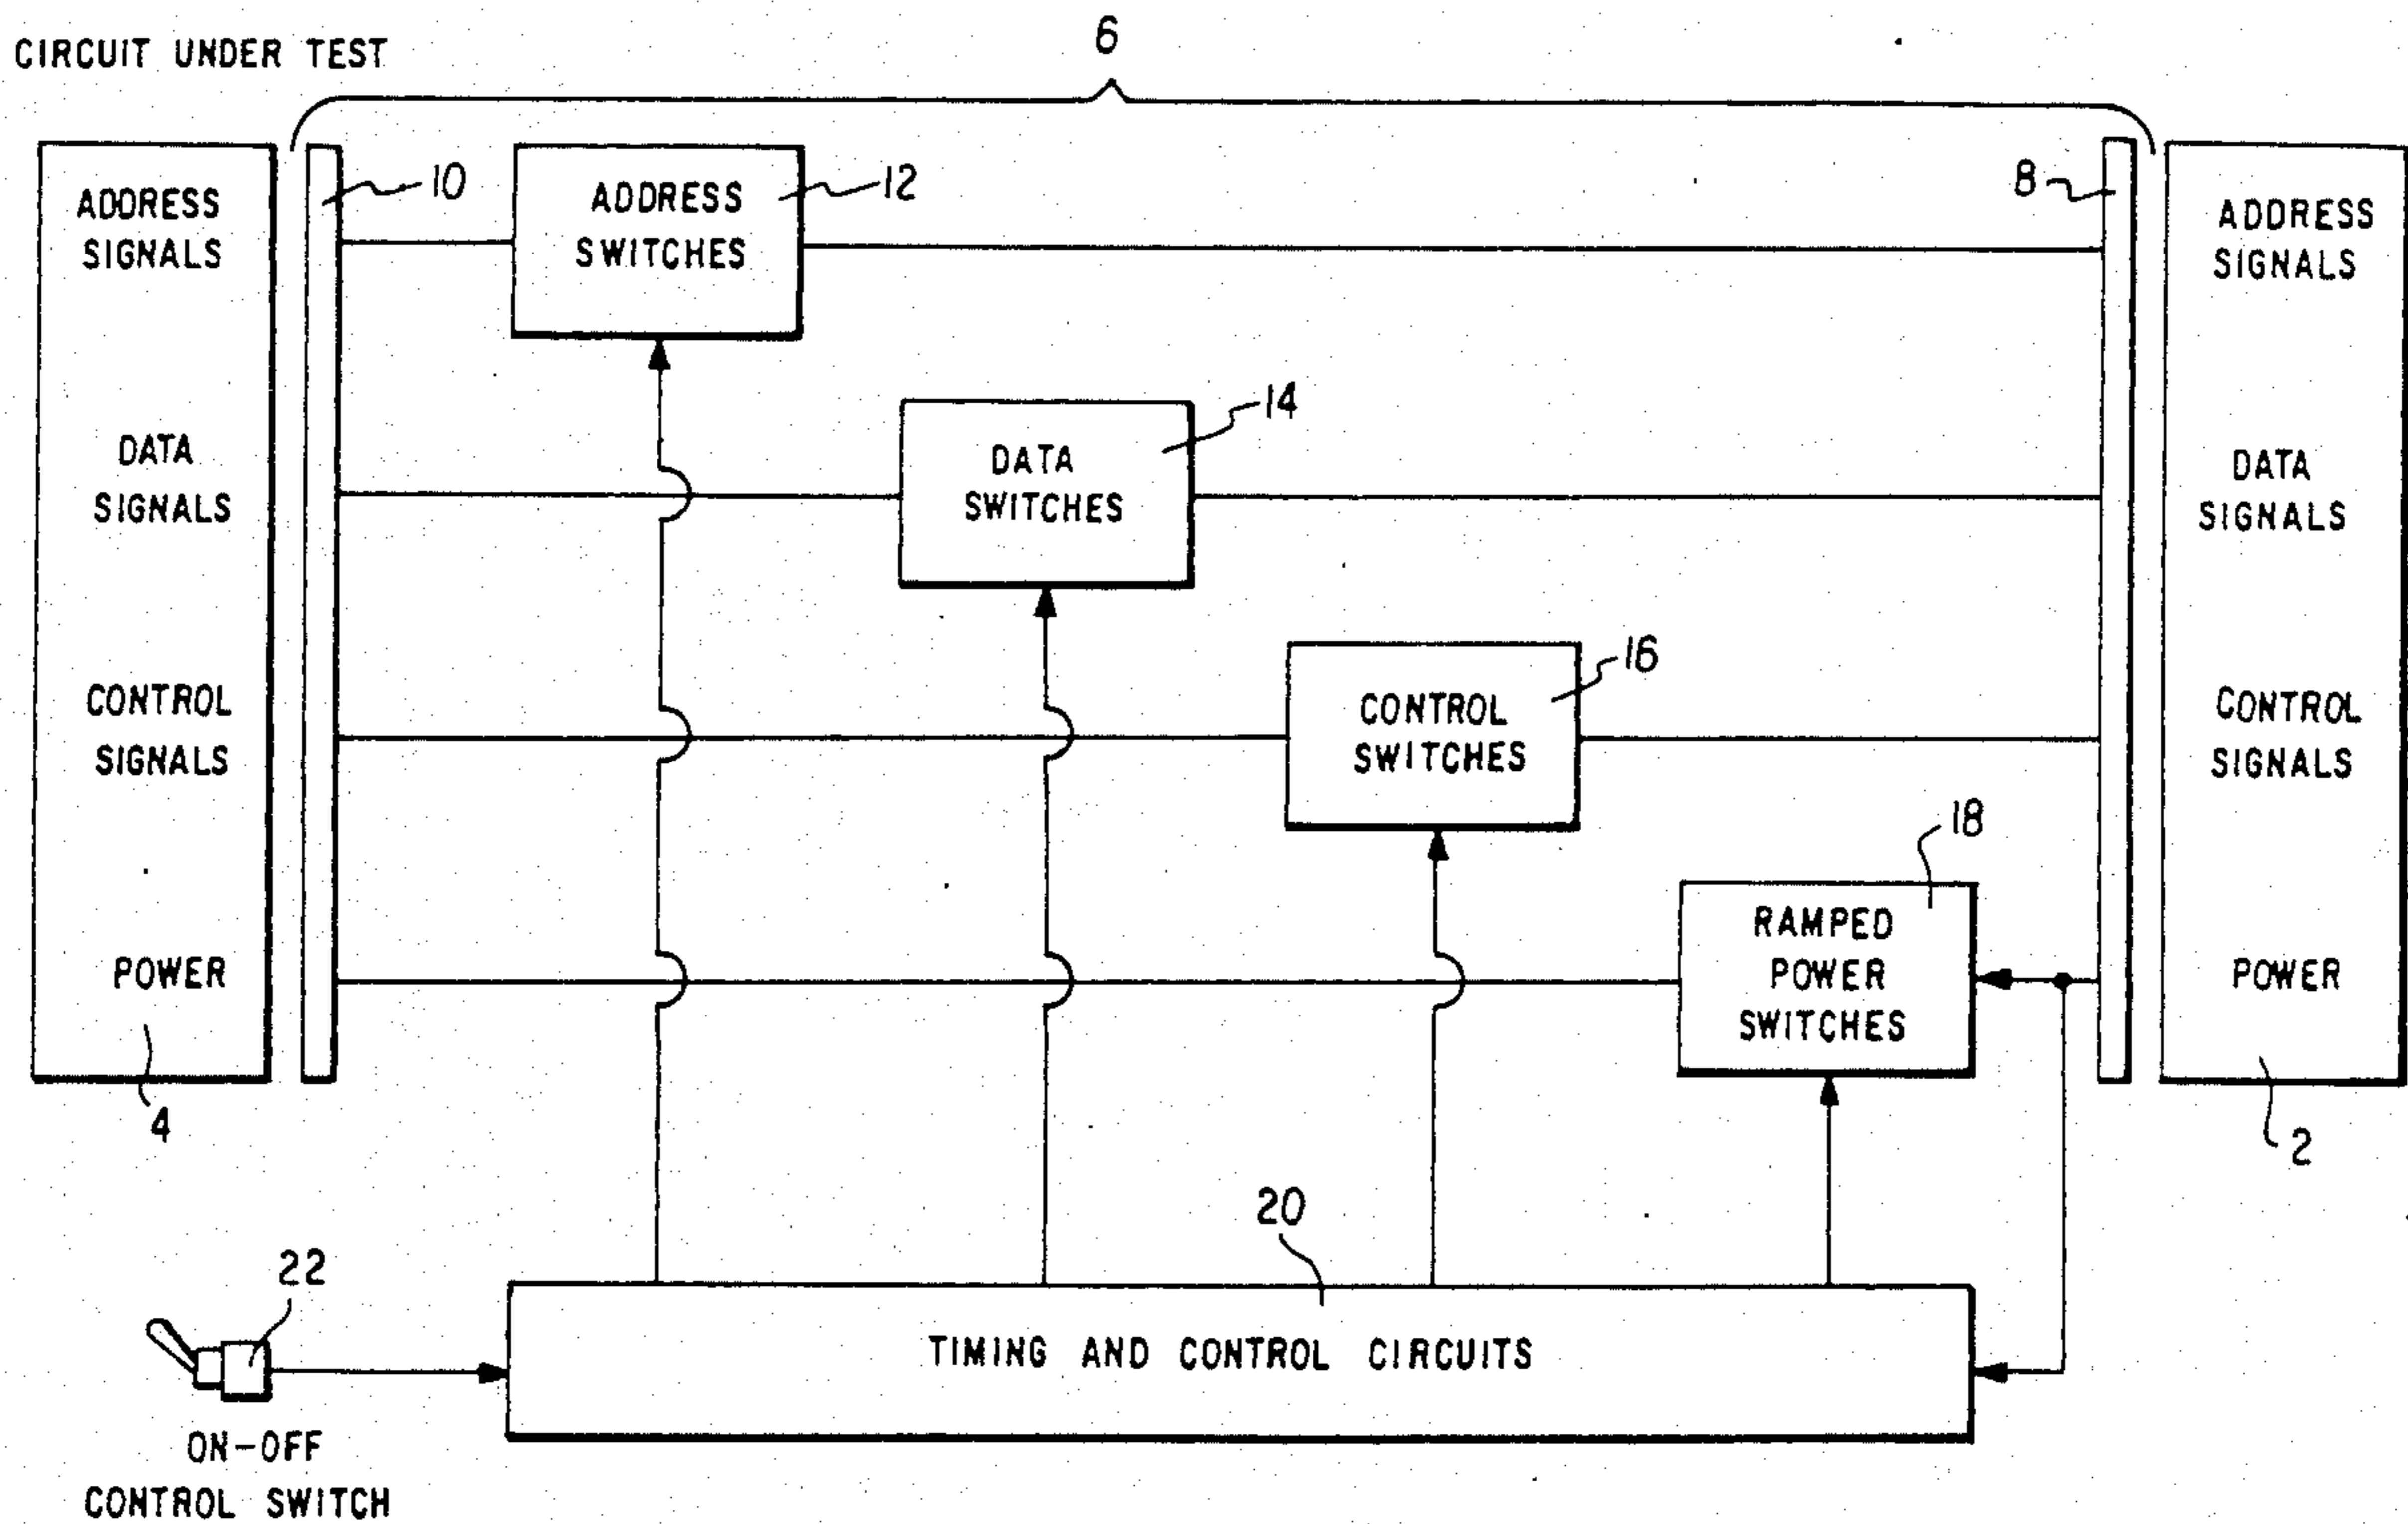 6
CIRCUIT UNDER TEST
ADDRESS
SIGNALS
10
ADDRESS
SWITCHES
12
8
ADDRESS
SIGNALS
DATA
SIGNALS
DATA
SWITCHES
14
DATA
SIGNALS
CONTROL
SIGNALS
CONTROL
SWITCHES
16
CONTROL
SIGNALS
POWER
4
RAMPED
POWER
SWITCHES
18
POWER
2
20
22
TIMING AND CONTROL CIRCUITS
ON-OFF
CONTROL SWITCH